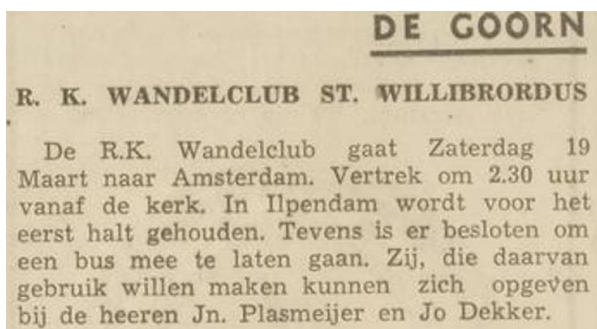 DE GOORN
R. K. WANDELCLUB ST. WILLIBRORDUS
De R.K. Wandelclub gaat Zaterdag 19
Maart naar Amsterdam. Vertrek om 2.30 uur
vanaf de kerk. In Ilpendam wordt voor het
eerst halt gehouden. Tevens is er besloten om
een bus mee te laten gaan. Zij, die daarvan
gebruik willen maken kunnen zich opgeven
bij de heeren Jn. Plasmeijer en Jo Dekker.